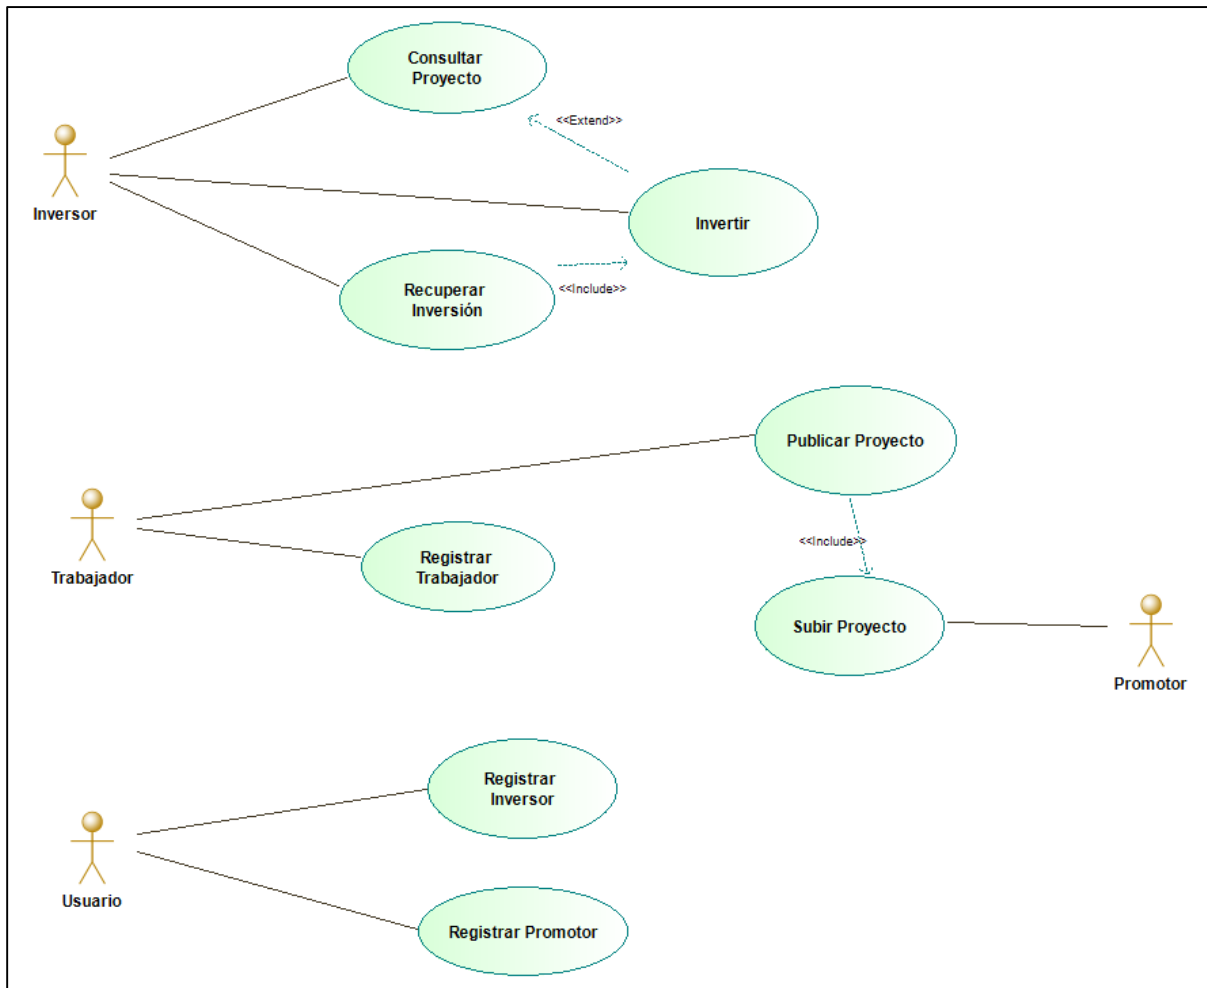 Consultar
Proyecto
<<Extend>>
Inversor
Invertir
Recuperar
Inversión
<<Include>>
Publicar Proyecto
<<Include>>
Registrar
Trabajador
Trabajador
Subir Proyecto
Promotor
Registrar
Inversor
Usuario
Registrar Promotor